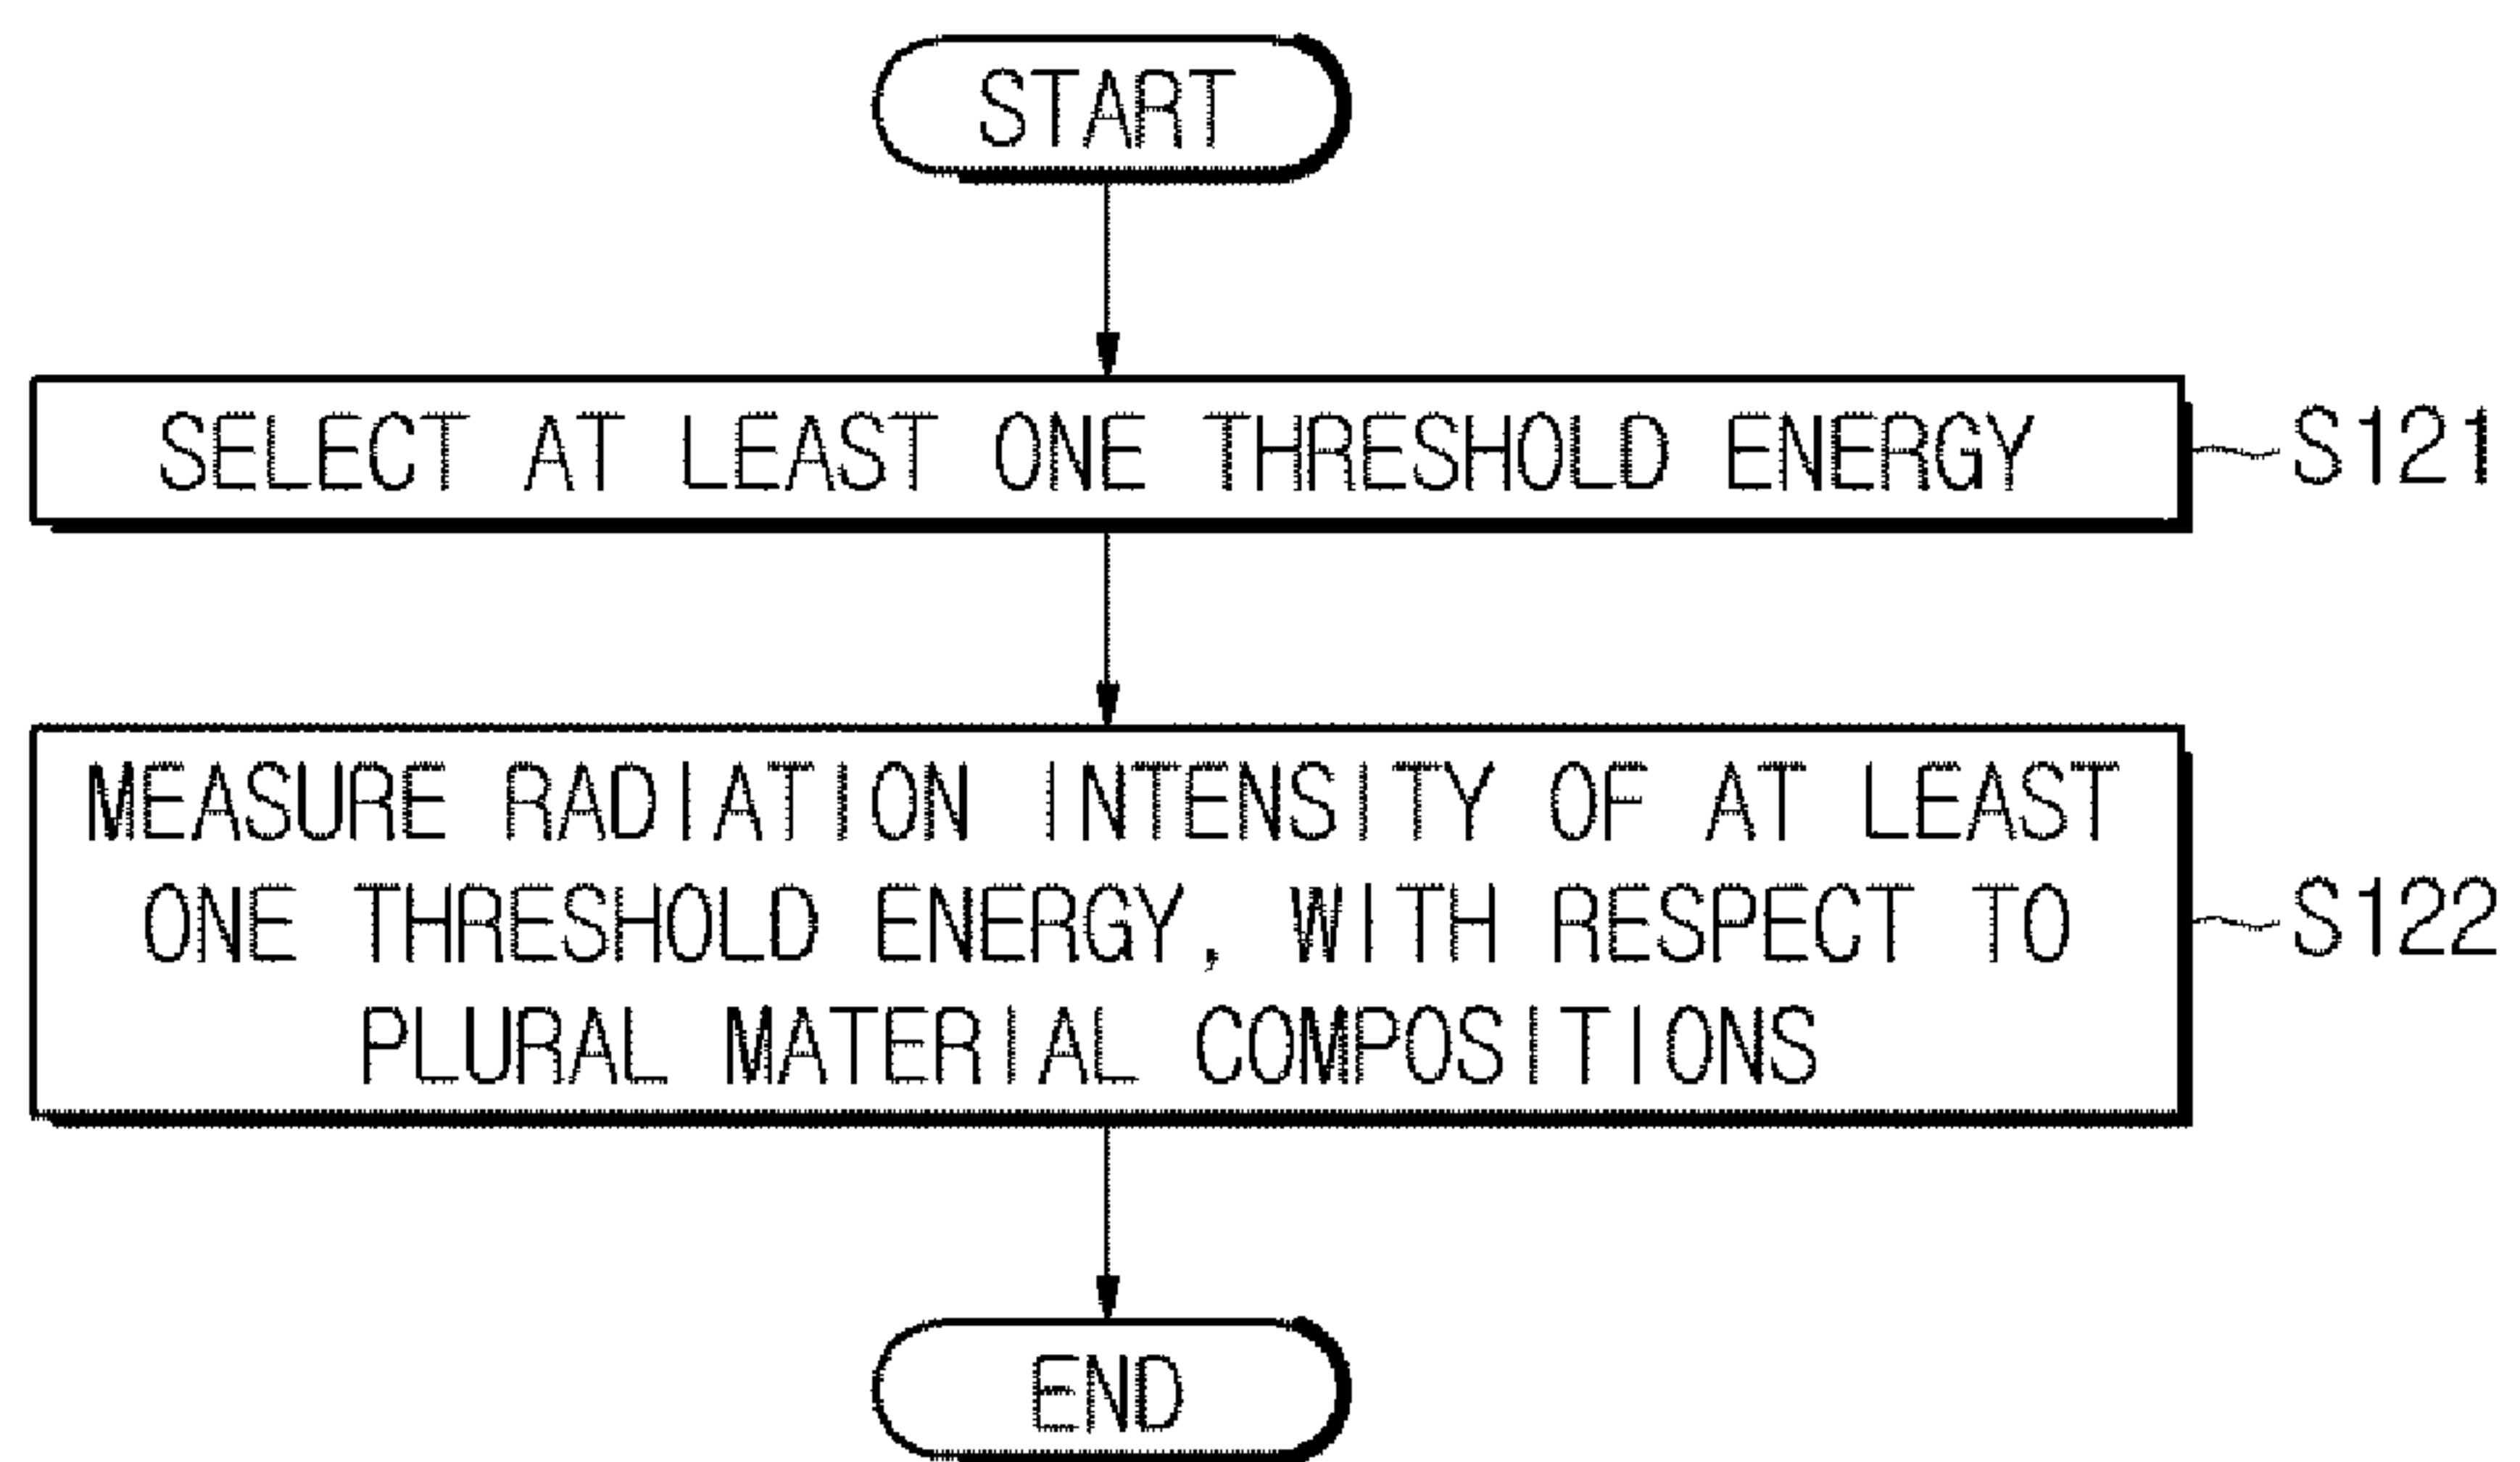 START
SELECT AT LEAST ONE THRESHOLD ENERGY
S121
MEASURE RADIATION INTENSITY OF AT LEAST
ONE THRESHOLD ENERGY, WITH RESPECT TO
PLURAL MATERIAL COMPOSITIONS
S122
END